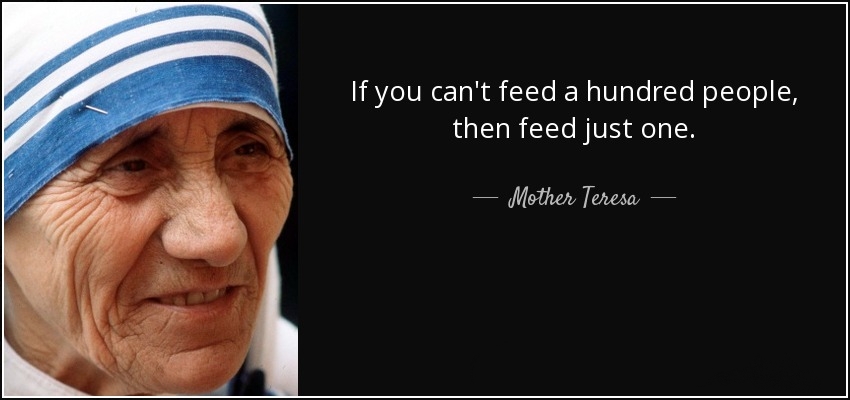 If you can't feed a hundred people,
then feed just one.
Mother Teresa